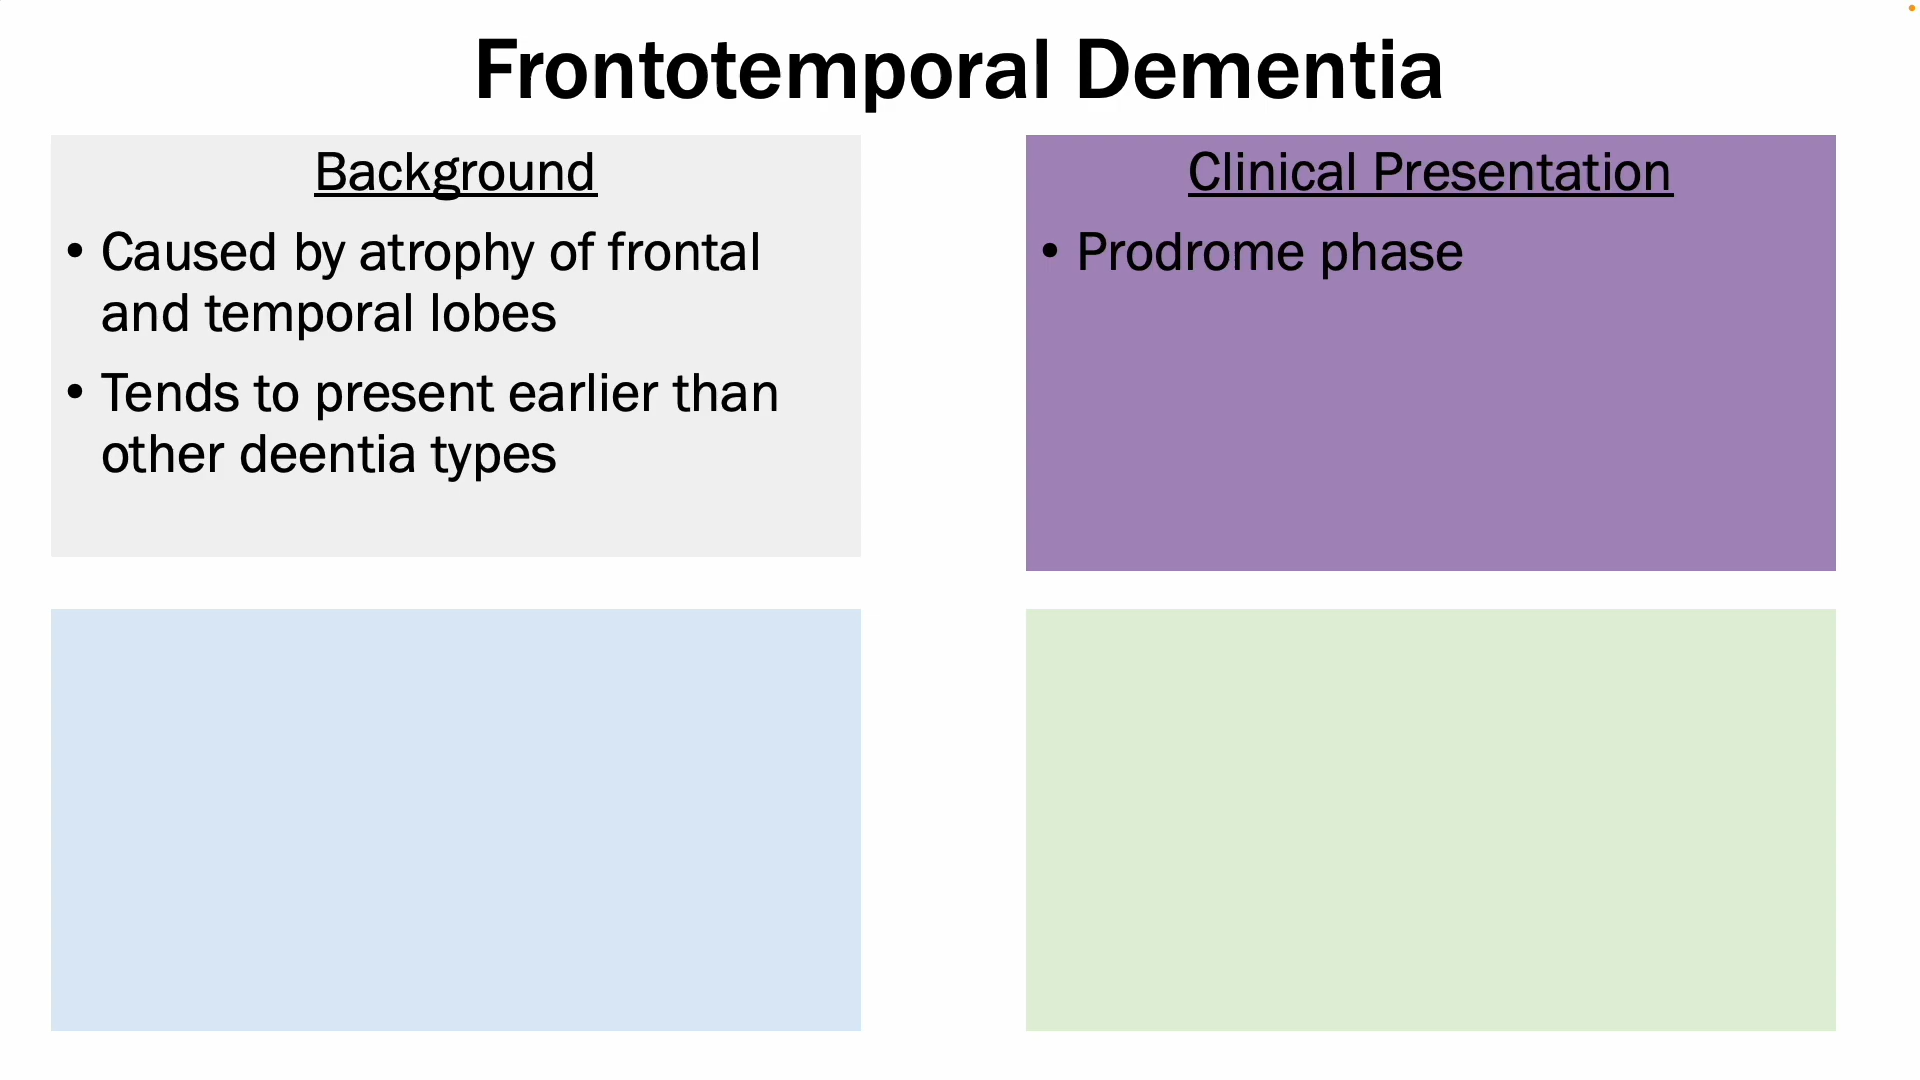 Frontotemporal Dementia
Background
• Caused by atrophy of frontal
and temporal lobes
• Tends to present earlier than
other deentia types
Clinical Presentation
• Prodrome phase